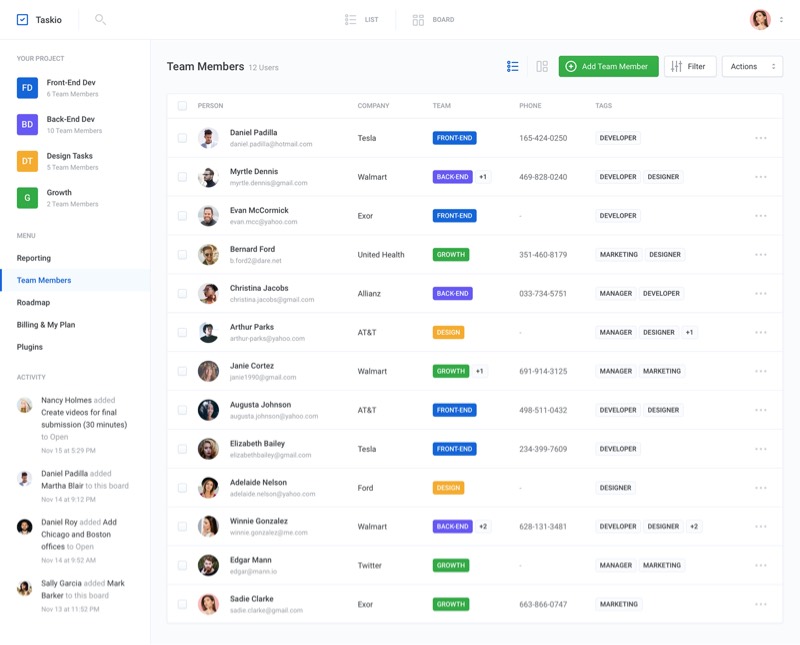 Taskio
LIST
BOARD
YOUR PROJECT
FD
Front-End Dev
6 Team Members
BD
Back-End Dev
10 Team Members
DT
Design Tasks
5 Team Members
G
Growth
2 Team Members
MENU
Reporting
Team Members
Roadmap
Billing & My Plan
Plugins
ACTIVITY
Nancy Holmes added
Create videos for final
submission (30 minutes)
to Open
Nov 15 at 5:29 PM
Daniel Padilla added
Martha Blair to this board
Nov 14 at 9:12 PM
Daniel Roy added Add
Chicago and Boston
offices to Open
Nov 14 at 9:52 AM
Sally Garcia added Mark
Barker to this board
Nov 13 at 11:52 PM
Team Members 12 Users
Add Team Member
Filter
Actions
PERSON COMPANY TEAM PHONE TAGS
Daniel Padilla
daniel.padilla@hotmail.com
Tesla FRONT-END 165-424-0250 DEVELOPER
Myrtle Dennis
myrtle.dennis@gmail.com
Walmart BACK-END +1 469-828-0240 DEVELOPER DESIGNER
Evan McCormick
evan.mcc@yahoo.com
Exor FRONT-END - DEVELOPER
Bernard Ford
b.ford2@dare.net
United Health GROWTH 351-460-8179 MARKETING DESIGNER
Christina Jacobs
christina.jacobs@gmail.com
Allianz BACK-END 033-734-5751 MANAGER DEVELOPER
Arthur Parks
arthur-parks@yahoo.com
AT&T DESIGN - MANAGER DESIGNER +1
Janie Cortez
janie1990@gmail.com
Walmart GROWTH +1 691-914-3125 MANAGER MARKETING
Augusta Johnson
augusta.johnson@yahoo.com
AT&T FRONT-END 498-511-0432 DEVELOPER DESIGNER
Elizabeth Bailey
elizabethbailey@gmail.com
Tesla FRONT-END 234-399-7609 DEVELOPER
Adelaide Nelson
adelaide.nelson@yahoo.com
Ford DESIGN - DESIGNER
Winnie Gonzalez
winnie.gonzalez@me.com
Walmart BACK-END +2 628-131-3481 DEVELOPER DESIGNER +2
Edgar Mann
edgar@mann.io
Twitter GROWTH - MANAGER MARKETING
Sadie Clarke
sadie.clarke@gmail.com
Exor GROWTH 663-866-0747 MARKETING